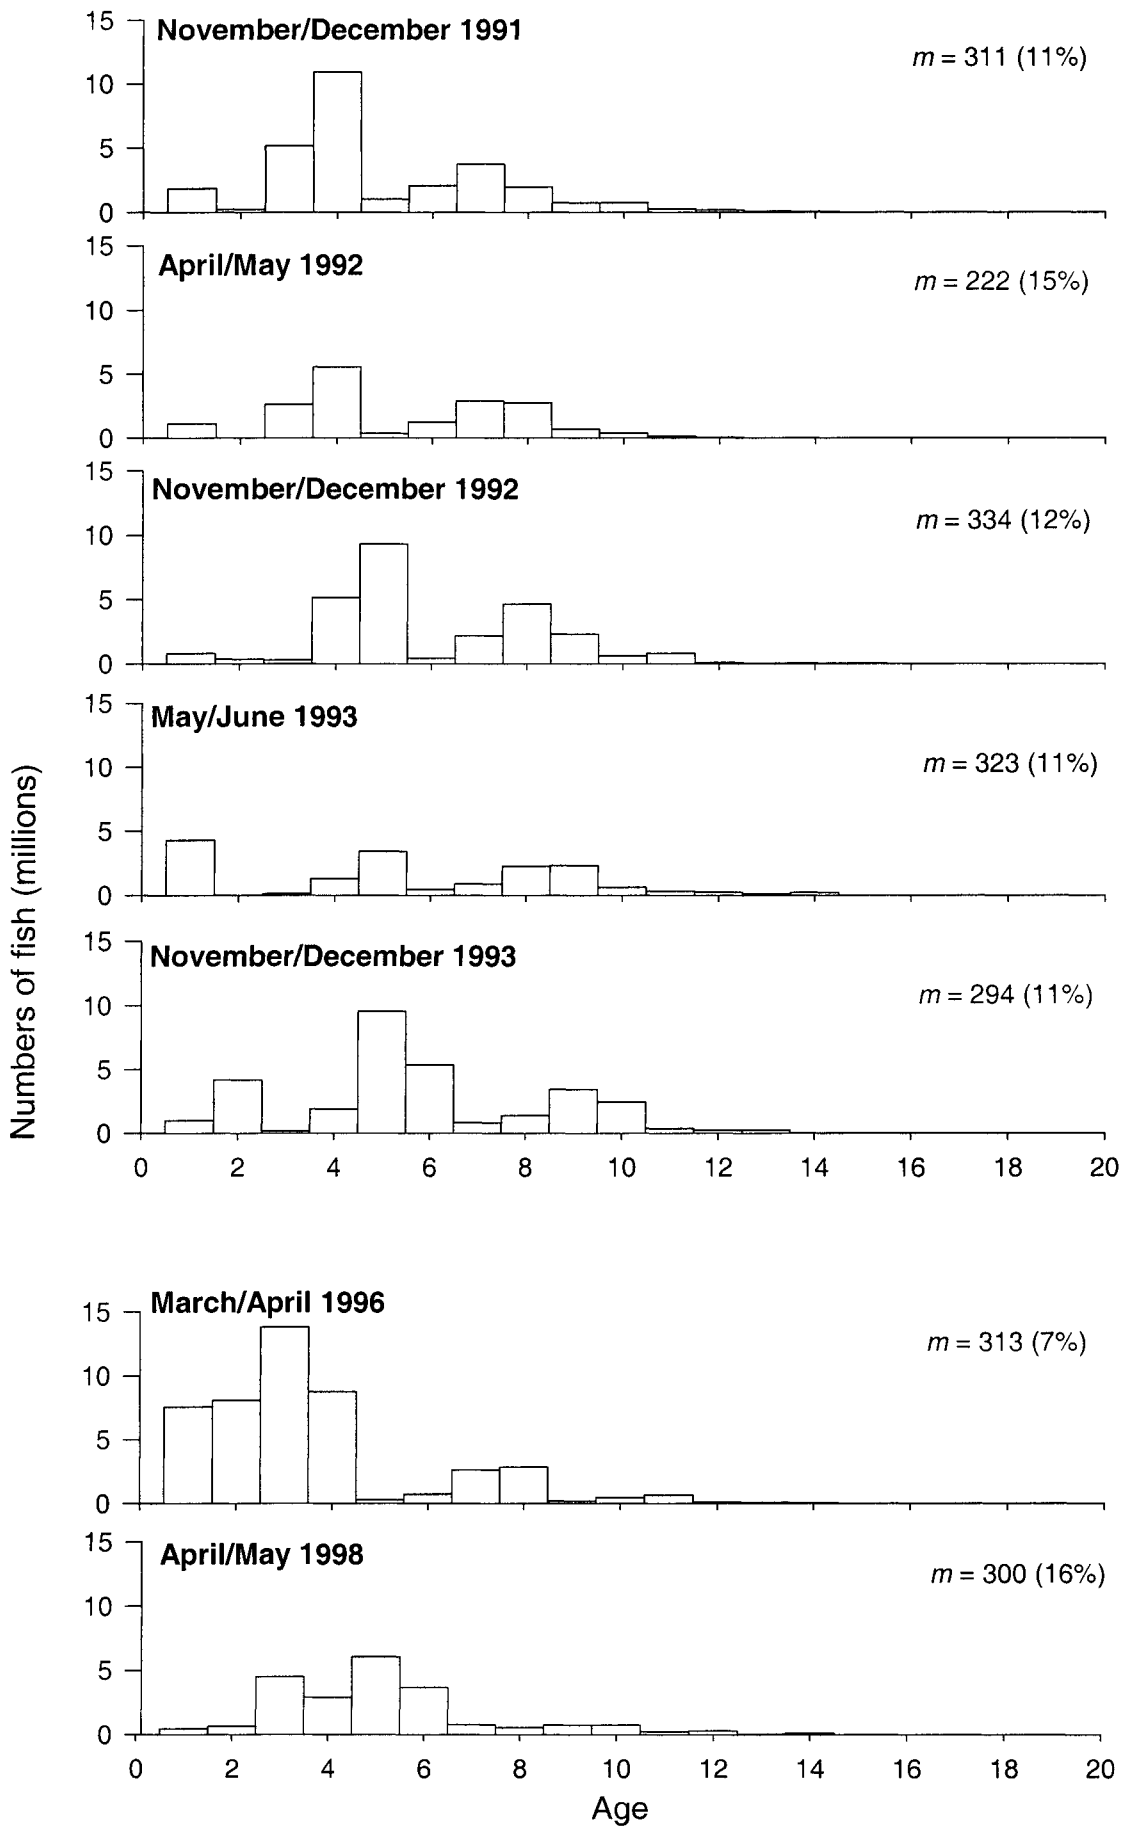 November/December 1991
m = 311 (11%)
15
10
5
0
April/May 1992
m = 222 (15%)
15
10
5
0
November/December 1992
m = 334 (12%)
15
10
5
0
May/June 1993
m = 323 (11%)
15
10
5
0
November/December 1993
m = 294 (11%)
15
10
5
0
0 2 4 6 8 10 12 14 16 18 20
March/April 1996
m = 313 (7%)
15
10
5
0
April/May 1998
m = 300 (16%)
15
10
5
0
0 2 4 6 8 10 12 14 16 18 20
Age
Numbers of fish (millions)